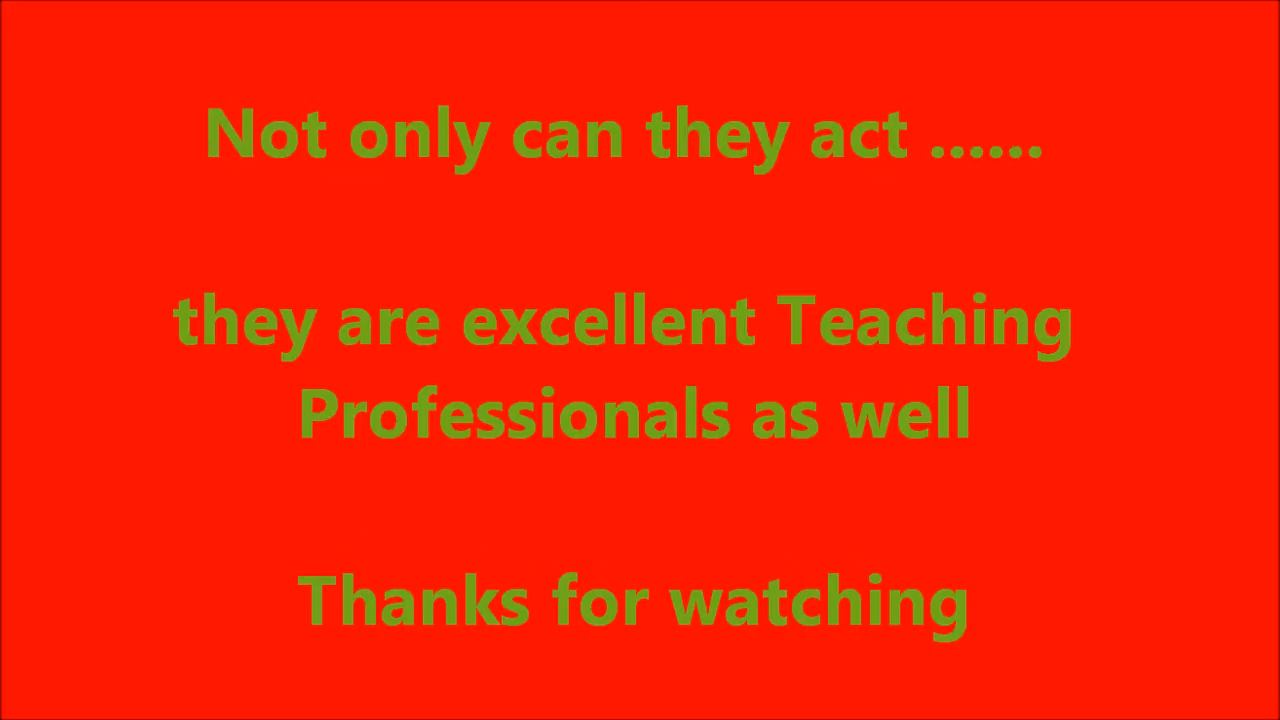 Not only can they act ......
they are excellent Teaching
Professionals as well
Thanks for watching